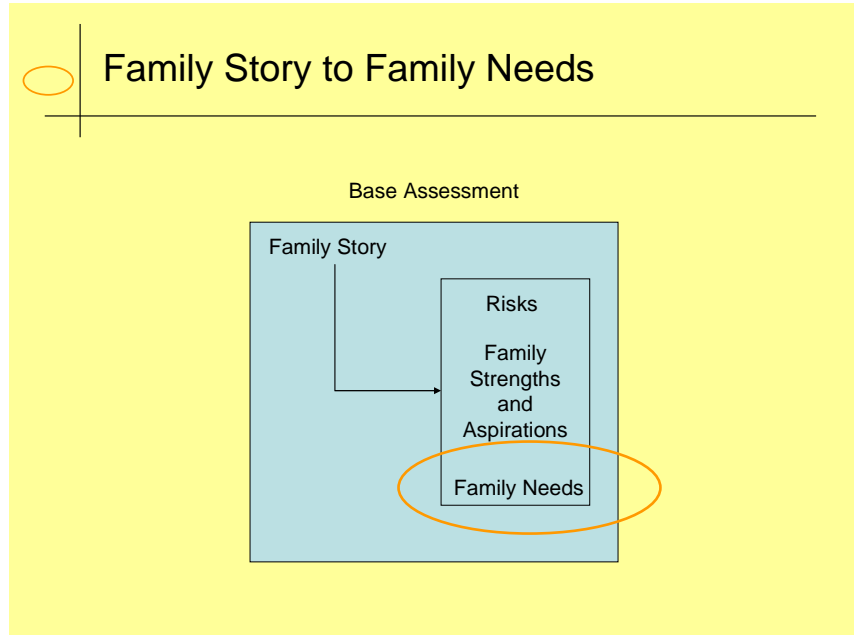 Family Story to Family Needs
Base Assessment
Family Story
Risks
Family
Strengths
and
Aspirations
Family Needs